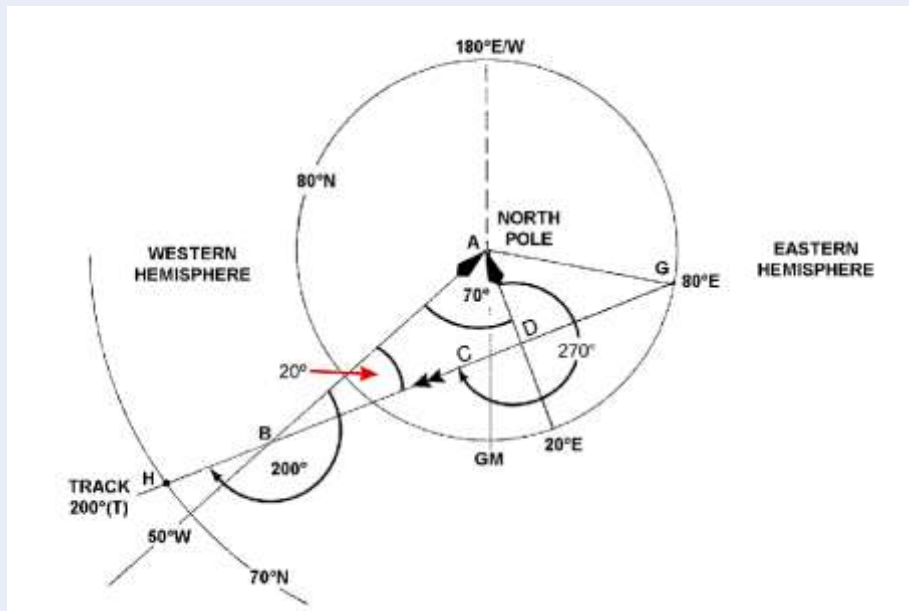 180°E/W
80°N
NORTH
POLE
A
WESTERN
HEMISPHERE
EASTERN
HEMISPHERE
G
80°E
70°
D
270°
C
20°
B
20°E
GM
200°
H
TRACK
200°(T)
50°W
70°N